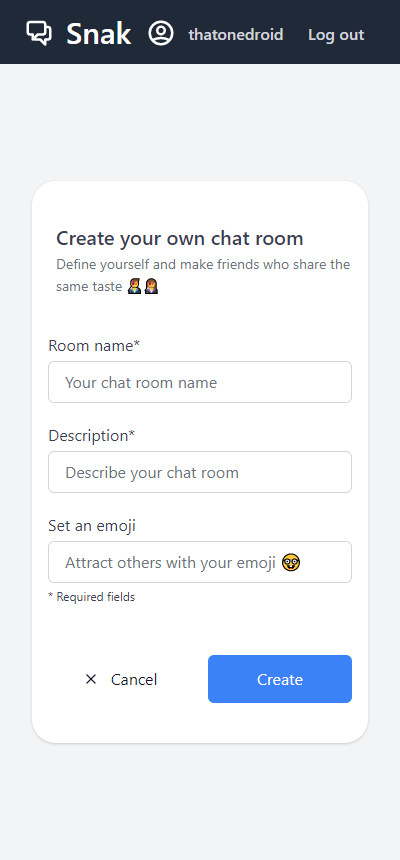 Snak thatonedroid Log out
Create your own chat room
Define yourself and make friends who share the
same taste 👩‍🎤👩‍🎤
Room name*
Your chat room name
Description*
Describe your chat room
Set an emoji
Attract others with your emoji 🥸
* Required fields
× Cancel Create